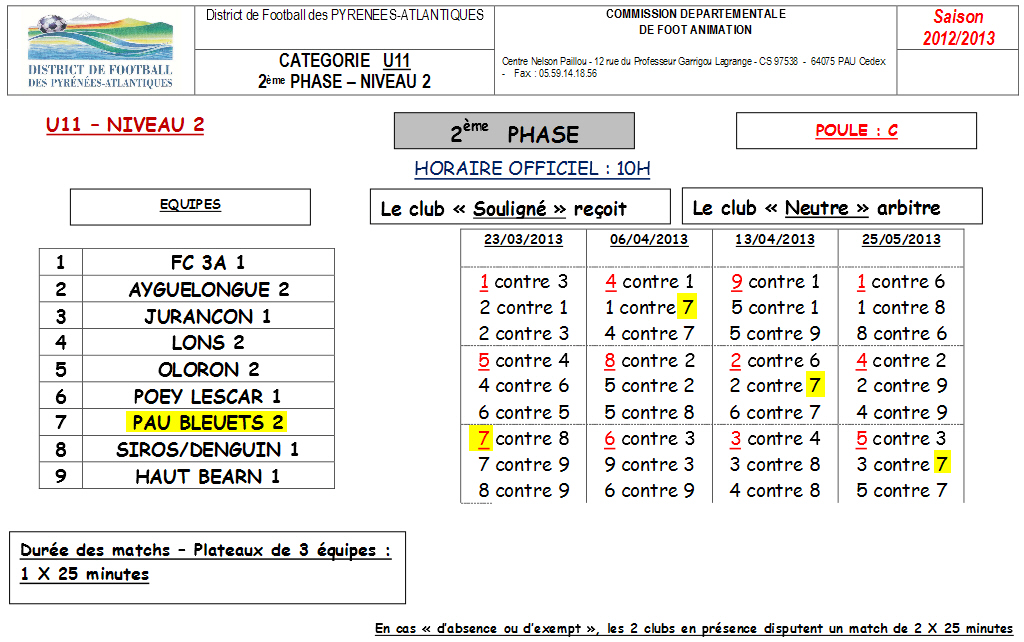 DISTRICT DE FOOTBALL
DES PYRÉNÉES-ATLANTIQUES
District de Football des PYRENEES-ATLANTIQUES
CATEGORIE U11
2ème PHASE – NIVEAU 2
COMMISSION DEPARTEMENTALE
DE FOOT ANIMATION
Centre Nelson Paillou - 12 rue du Professeur Garrigou Lagrange - CS 97538 - 64075 PAU Cedex
- Fax : 05.59.14.18.56
Saison
2012/2013
U11 – NIVEAU 2
2ème PHASE
POULE : C
HORAIRE OFFICIEL : 10H
EQUIPES
Le club « Souligné » reçoit
Le club « Neutre » arbitre
1 FC 3A 1
2 AYGUELONGUE 2
3 JURANCON 1
4 LONS 2
5 OLORON 2
6 POEY LESCAR 1
7 PAU BLEUETS 2
8 SIROS/DENGUIN 1
9 HAUT BEARN 1
23/03/2013 06/04/2013 13/04/2013 25/05/2013
1 contre 3 4 contre 1 9 contre 1 1 contre 6
2 contre 1 1 contre 7 5 contre 1 1 contre 8
2 contre 3 4 contre 7 5 contre 9 8 contre 6
5 contre 4 8 contre 2 2 contre 6 4 contre 2
4 contre 6 5 contre 2 2 contre 7 2 contre 9
6 contre 5 5 contre 8 6 contre 7 4 contre 9
7 contre 8 6 contre 3 3 contre 4 5 contre 3
7 contre 9 9 contre 3 3 contre 8 3 contre 7
8 contre 9 6 contre 9 4 contre 8 5 contre 7
Durée des matchs – Plateaux de 3 équipes :
1 X 25 minutes
En cas « d'absence ou d'exempt », les 2 clubs en présence disputent un match de 2 X 25 minutes